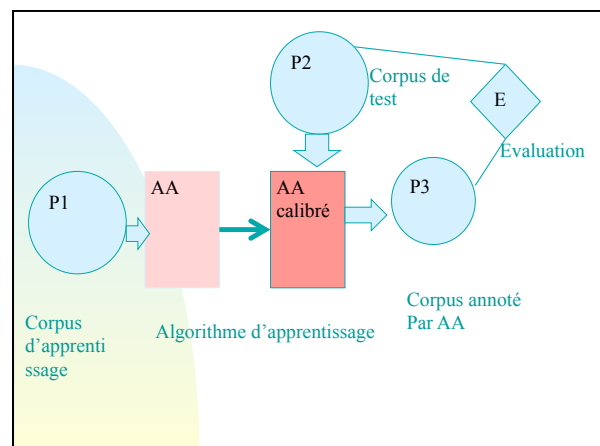 P2
Corpus de
test
E
Evaluation
P1
AA
AA
calibré
P3
Corpus
d’apprenti
ssage
Algorithme d’apprentissage
Corpus annoté
Par AA